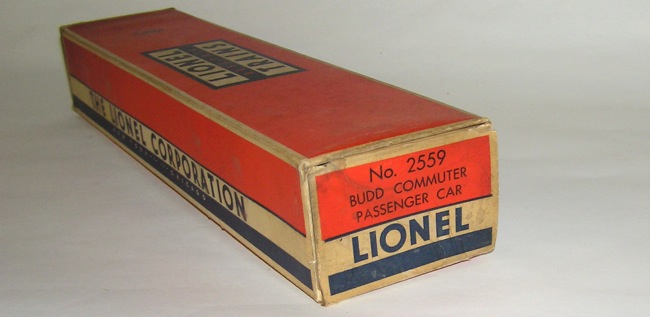 LIONEL
TRAINS
THE LIONEL CORPORATION
No. 2559
BUDD COMMUTER
PASSENGER CAR
LIONEL